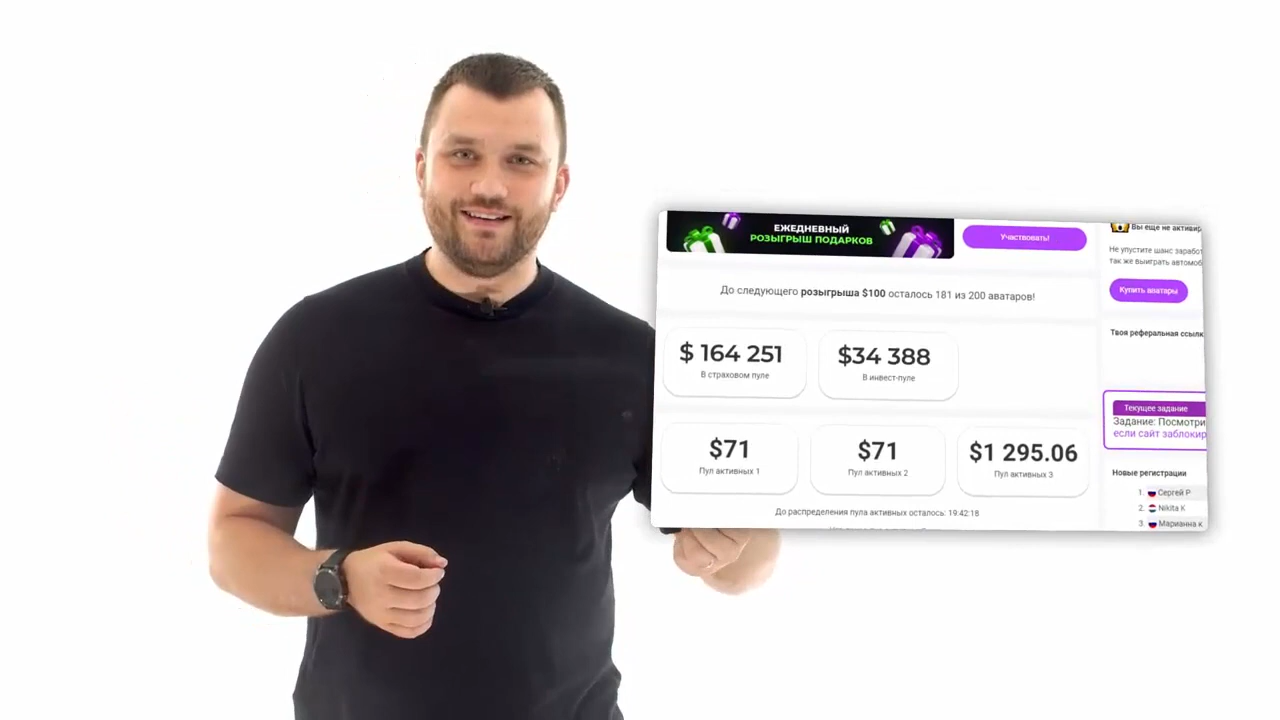 ЕЖЕДНЕВНЫЙ
РОЗЫГРЫШ ПОДАРКОВ
Участвовать!
До следующего розыгрыша $100 осталось 181 из 200 аватаров!
$ 164 251
В страховом пуле
$34 388
В инвест-пуле
$71
Пул активных 1
$71
Пул активных 2
$1 295.06
Пул активных 3
До распределения пула активных осталось: 19:42:18
Вы еще не активир
Не упустите шанс заработ
так же выиграть автомоб
Купить аватары
Твоя реферальная ссылк
Текущее задание
Задание: Посмотри
если сайт заблокир
Новые регистрации
1. Сергей Р
2. Nikita K
3. Марианна к